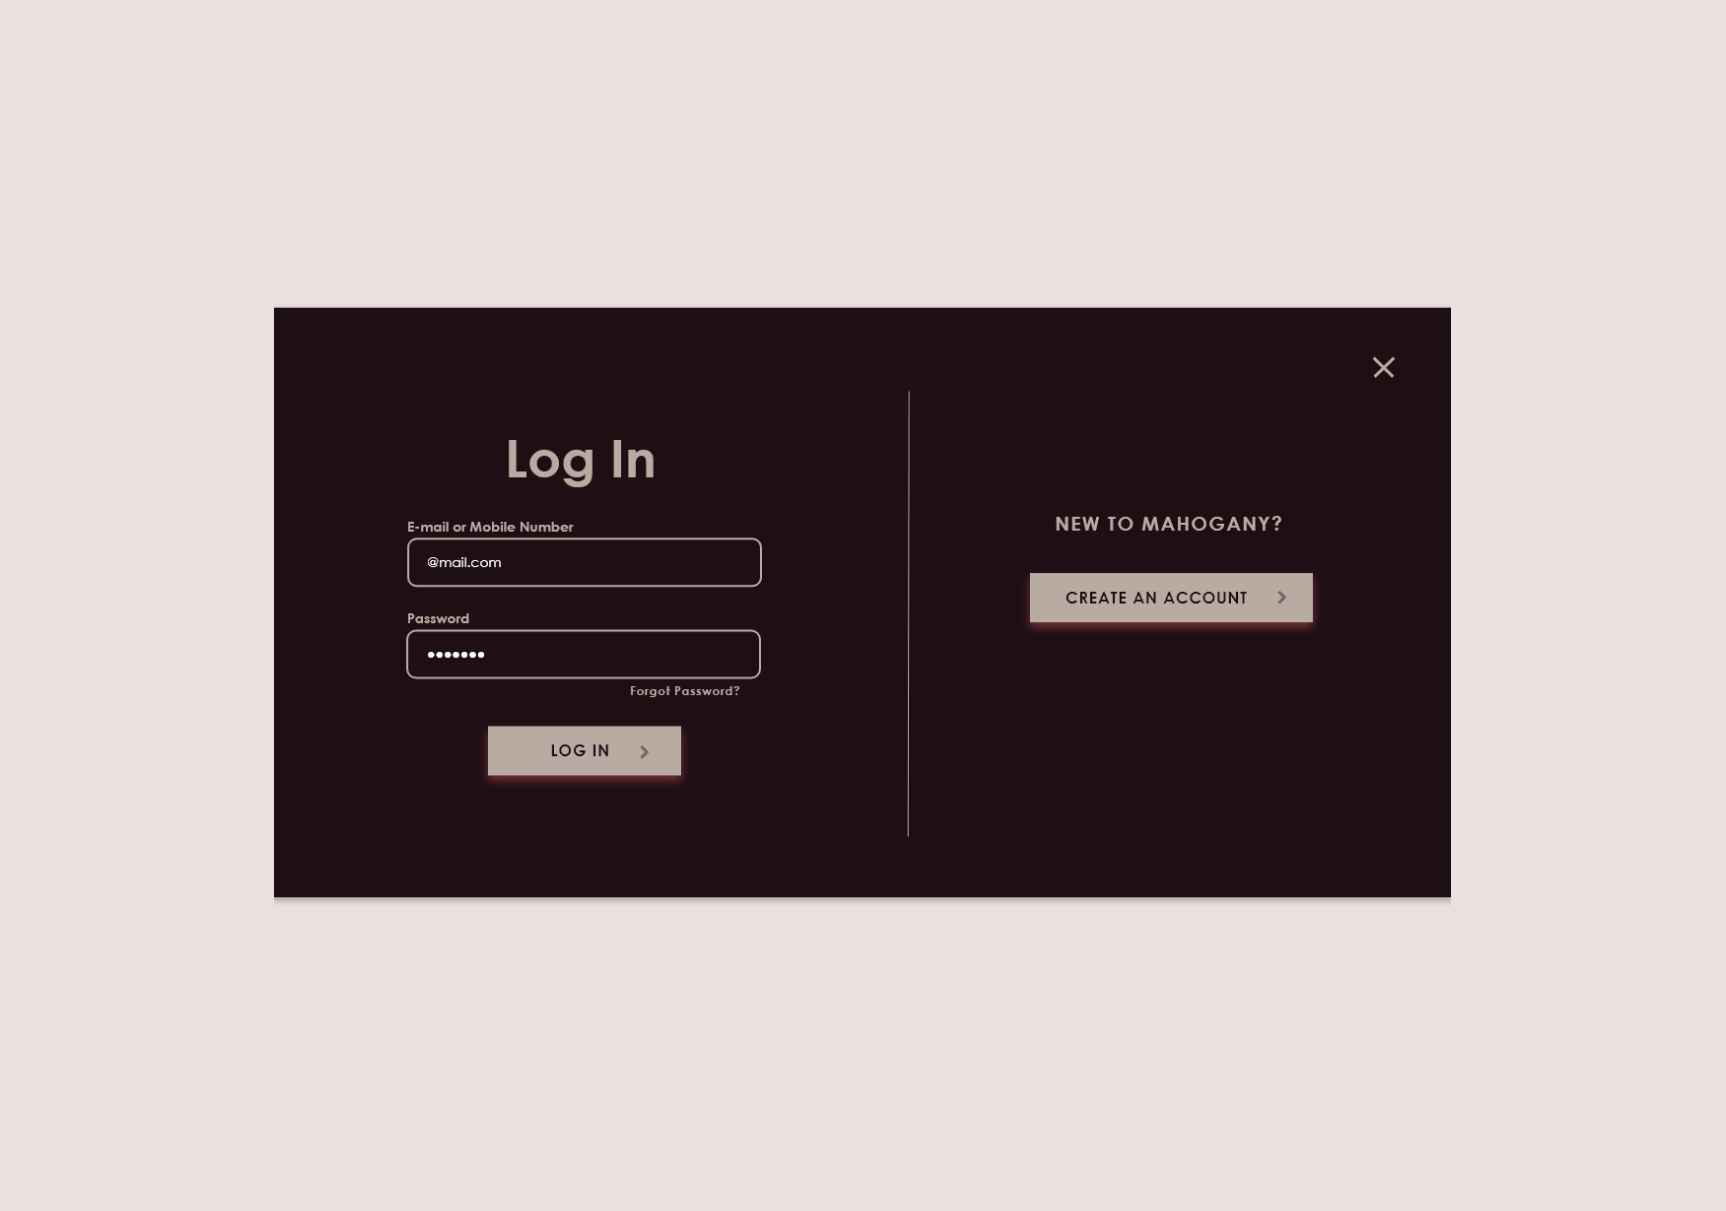 Log In
E-mail or Mobile Number
@mail.com
Password
•••••••
Forgot Password?
LOG IN
NEW TO MAHOGANY?
CREATE AN ACCOUNT